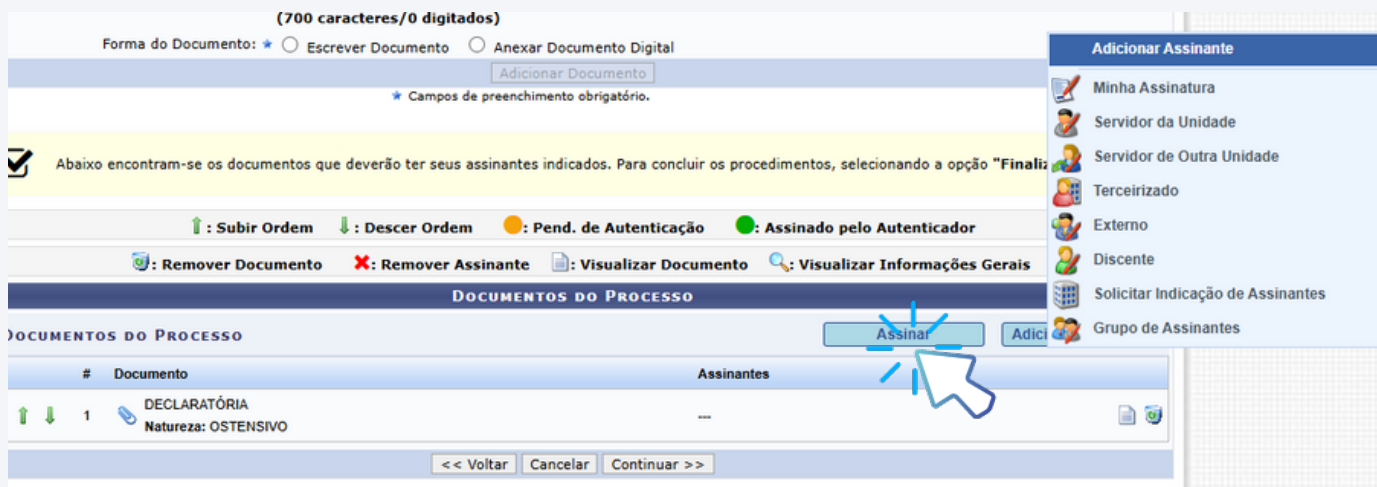 (700 caracteres/0 digitados)
Forma do Documento: ★ Escrever Documento Anexar Documento Digital
Adicionar Documento
★ Campos de preenchimento obrigatório.
Abaixo encontram-se os documentos que deverão ter seus assinantes indicados. Para concluir os procedimentos, selecionando a opção "Finaliz
: Subir Ordem : Descer Ordem : Pend. de Autenticação : Assinado pelo Autenticador
: Remover Documento : Remover Assinante : Visualizar Documento : Visualizar Informações Gerais
DOCUMENTOS DO PROCESSO
DOCUMENTOS DO PROCESSO
Assinar
Adici
# Documento Assinantes
1 DECLARATÓRIA ---
Natureza: OSTENSIVO
<< Voltar Cancelar Continuar >>
Adicionar Assinante
Minha Assinatura
Servidor da Unidade
Servidor de Outra Unidade
Terceirizado
Externo
Discente
Solicitar Indicação de Assinantes
Grupo de Assinantes